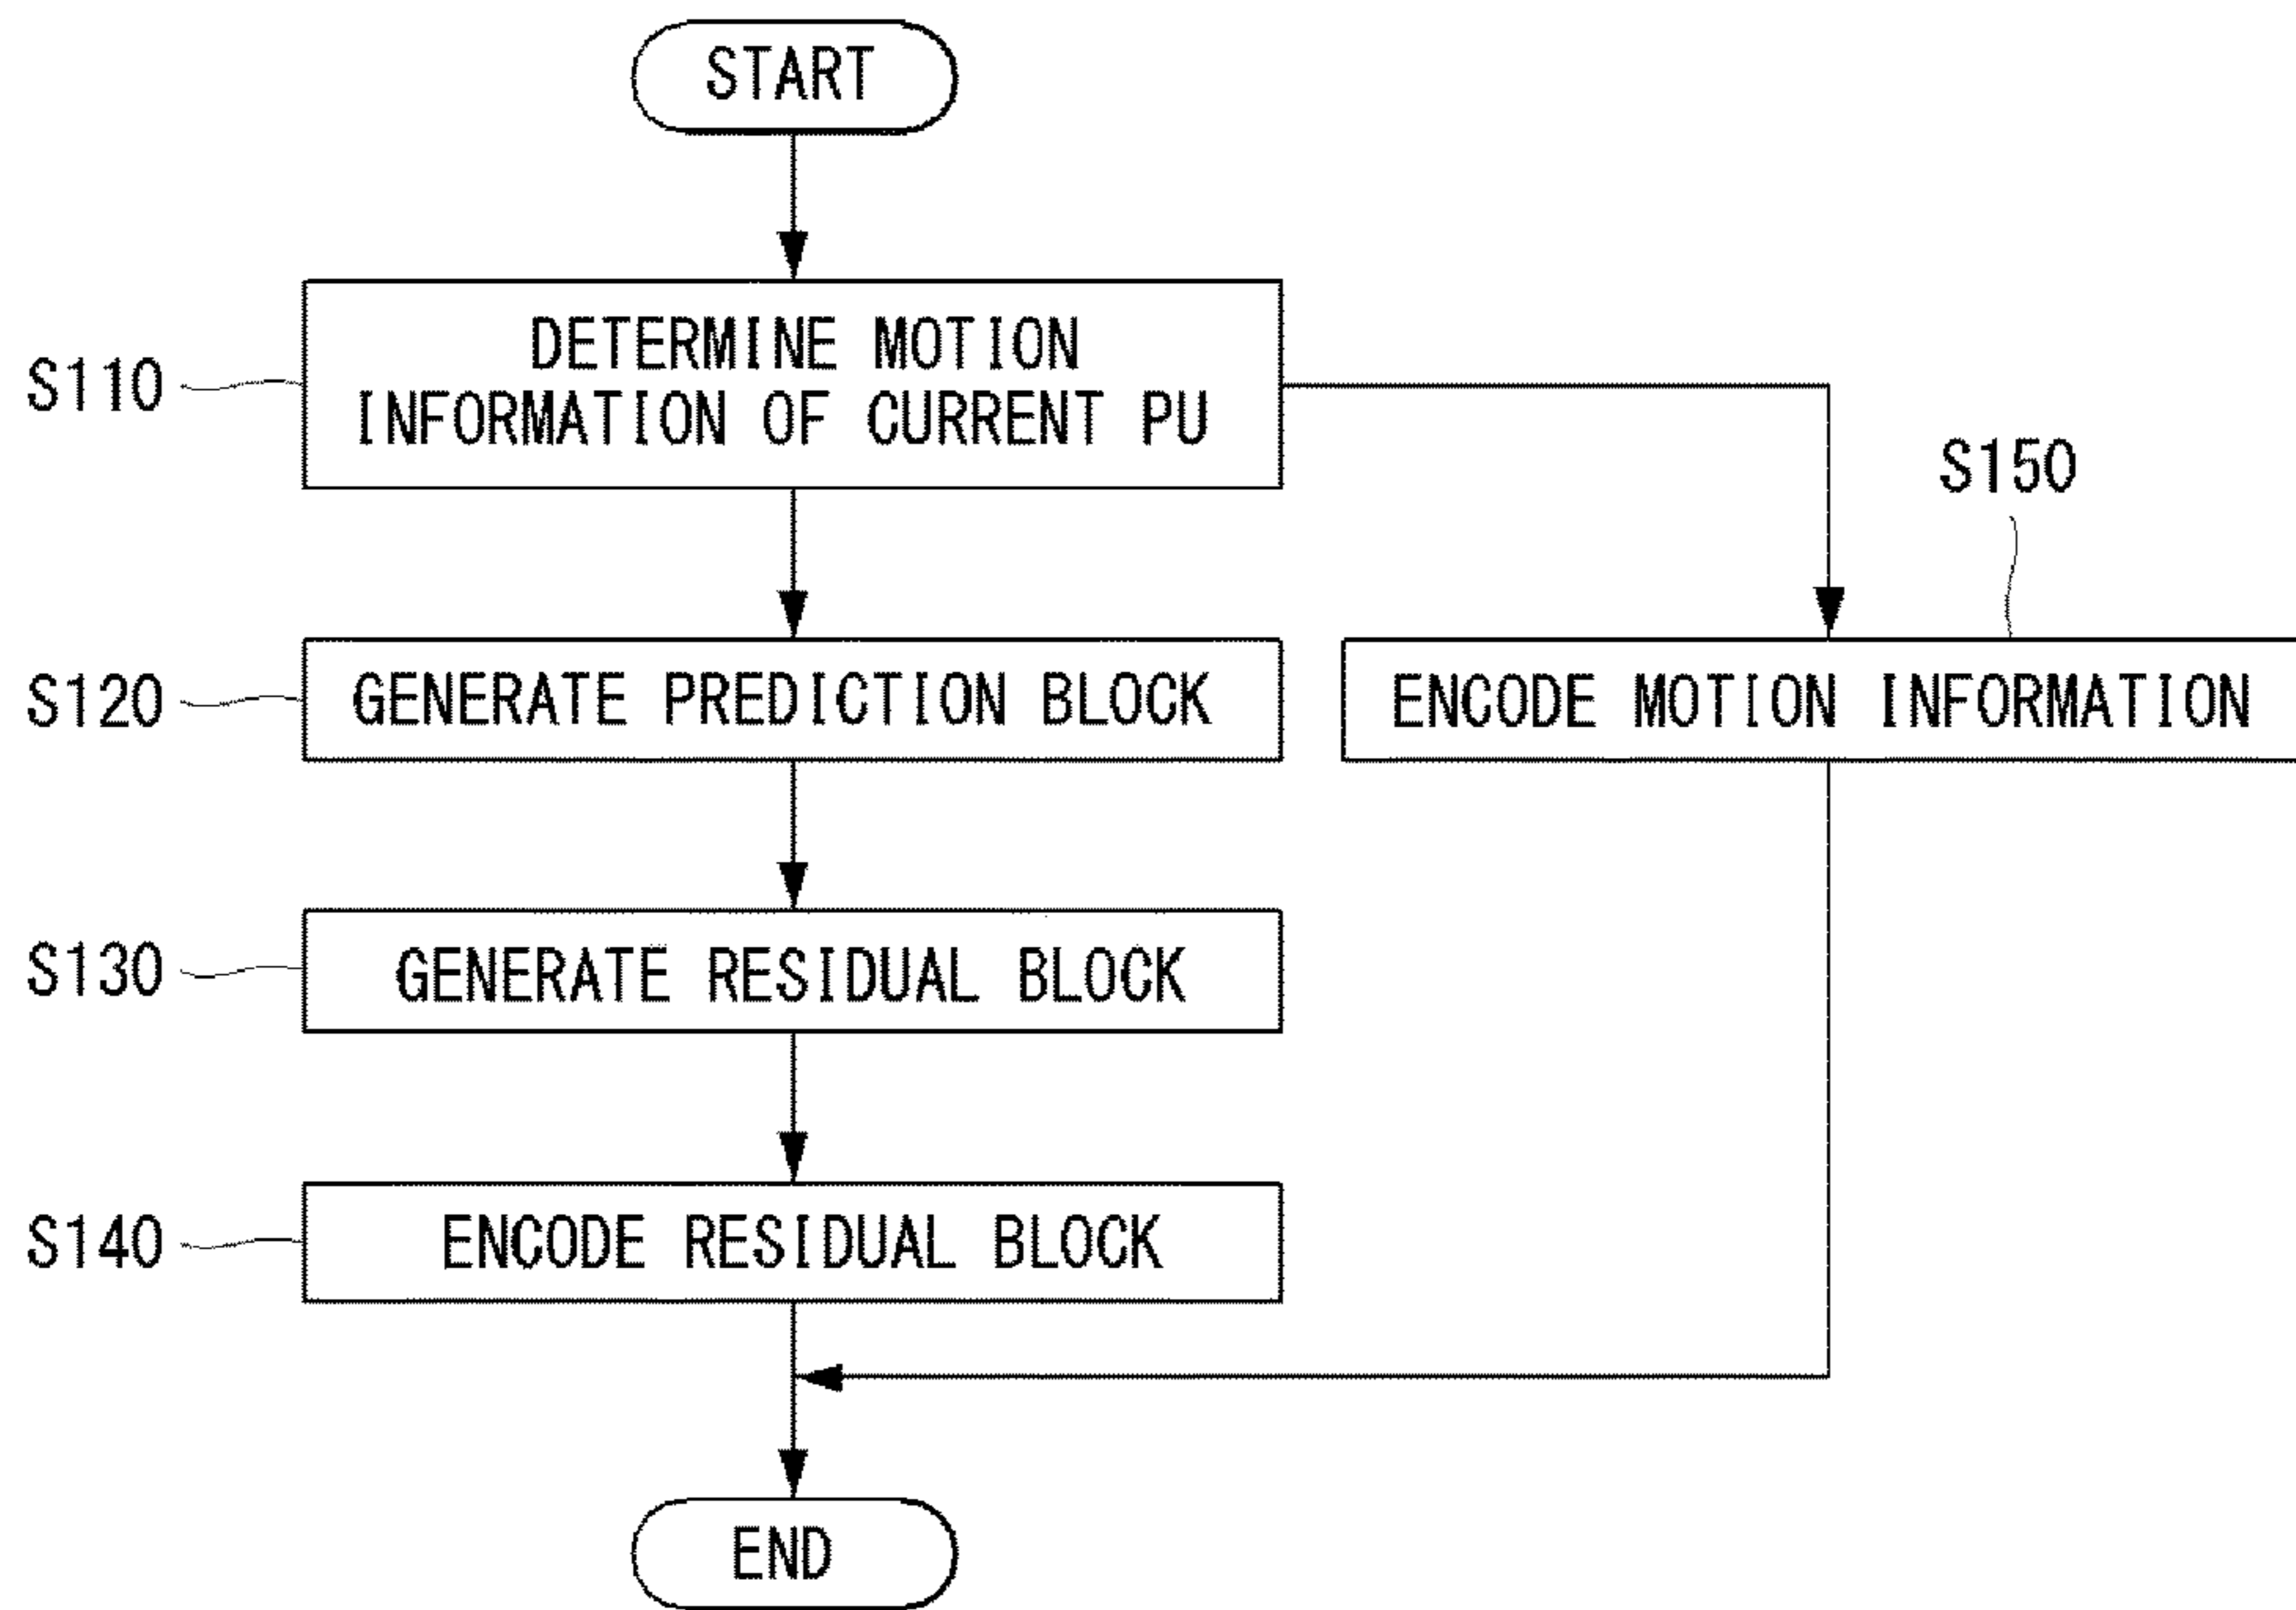 START
S110
DETERMINE MOTION
INFORMATION OF CURRENT PU
S150
S120
GENERATE PREDICTION BLOCK
ENCODE MOTION INFORMATION
S130
GENERATE RESIDUAL BLOCK
S140
ENCODE RESIDUAL BLOCK
END